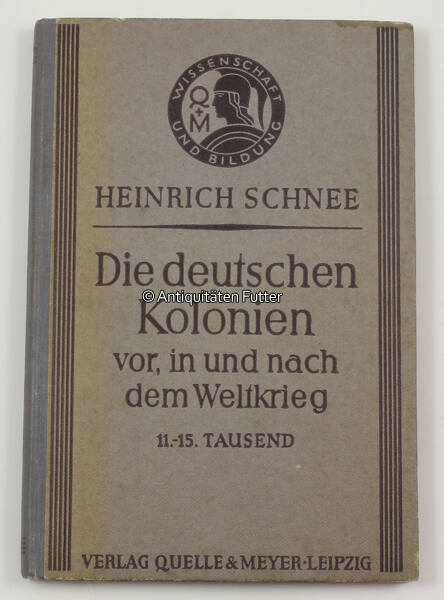 WISSENSCHAFT
UND BILDUNG
Q+M
HEINRICH SCHNEE
Die deutschen
© Antiquitäten Futter
Kolonien
vor, in und nach
dem Weltkrieg
11.-15. TAUSEND
VERLAG QUELLE & MEYER·LEIPZIG